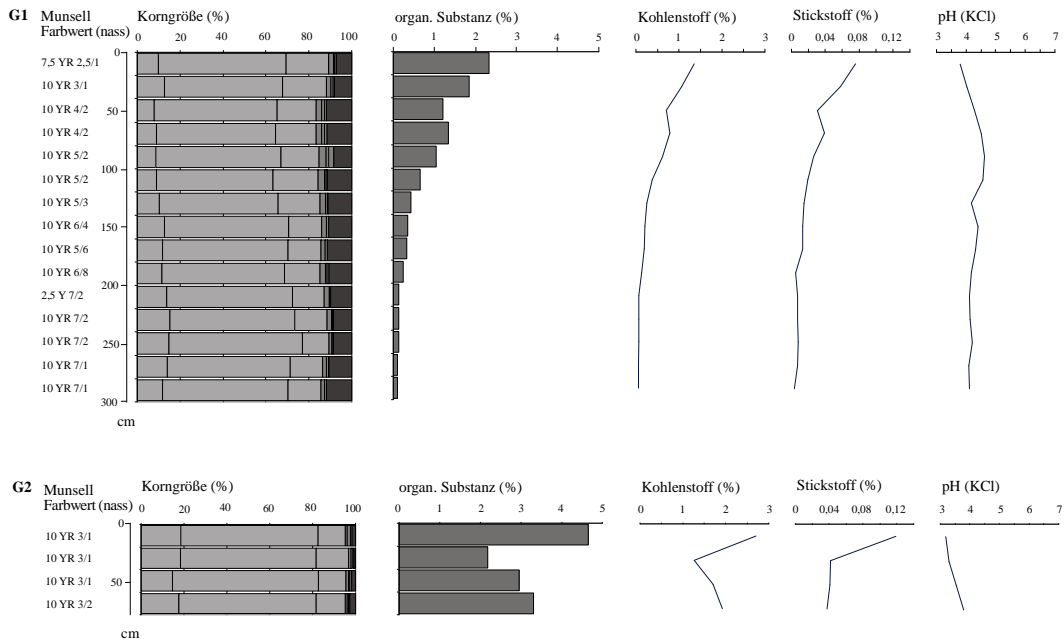 G1 Munsell Korngröße (%) organ. Substanz (%) Kohlenstoff (%) Stickstoff (%) pH (KCl)
Farbwert (nass)
0 20 40 60 80 100 0 1 2 3 4 5 0 1 2 3 0 0,04 0,08 0,12 3 4 5 6 7
0
7,5 YR 2,5/1
10 YR 3/1
50 10 YR 4/2
10 YR 4/2
10 YR 5/2
100 10 YR 5/2
10 YR 5/3
150 10 YR 6/4
10 YR 5/6
10 YR 6/8
200 2,5 Y 7/2
10 YR 7/2
250 10 YR 7/2
10 YR 7/1
10 YR 7/1
300
cm
G2 Munsell Korngröße (%) organ. Substanz (%) Kohlenstoff (%) Stickstoff (%) pH (KCl)
Farbwert (nass)
0 20 40 60 80 100 0 1 2 3 4 5 0 1 2 3 0 0,04 0,08 0,12 3 4 5 6 7
0
10 YR 3/1
10 YR 3/1
50 10 YR 3/1
10 YR 3/2
cm